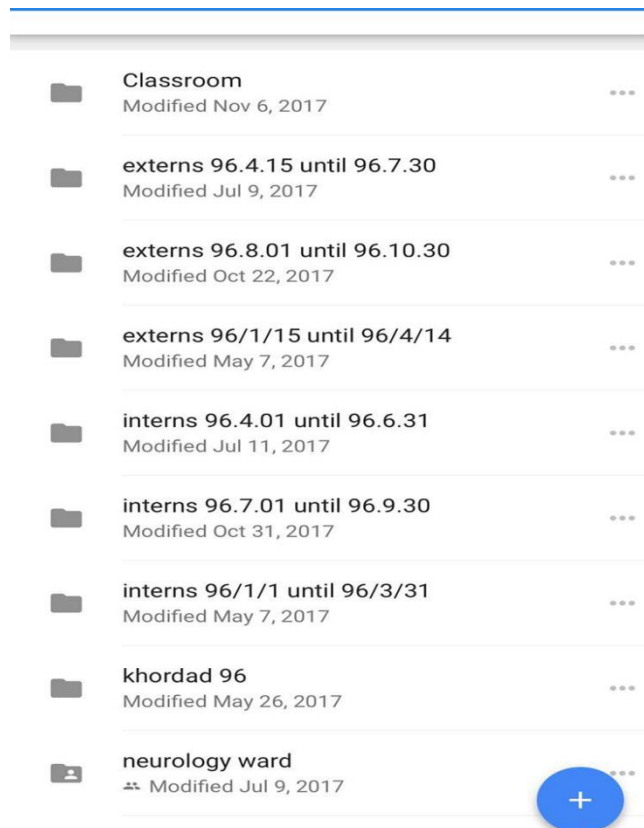 Classroom
Modified Nov 6, 2017
externs 96.4.15 until 96.7.30
Modified Jul 9, 2017
externs 96.8.01 until 96.10.30
Modified Oct 22, 2017
externs 96/1/15 until 96/4/14
Modified May 7, 2017
interns 96.4.01 until 96.6.31
Modified Jul 11, 2017
interns 96.7.01 until 96.9.30
Modified Oct 31, 2017
interns 96/1/1 until 96/3/31
Modified May 7, 2017
khordad 96
Modified May 26, 2017
neurology ward
Modified Jul 9, 2017